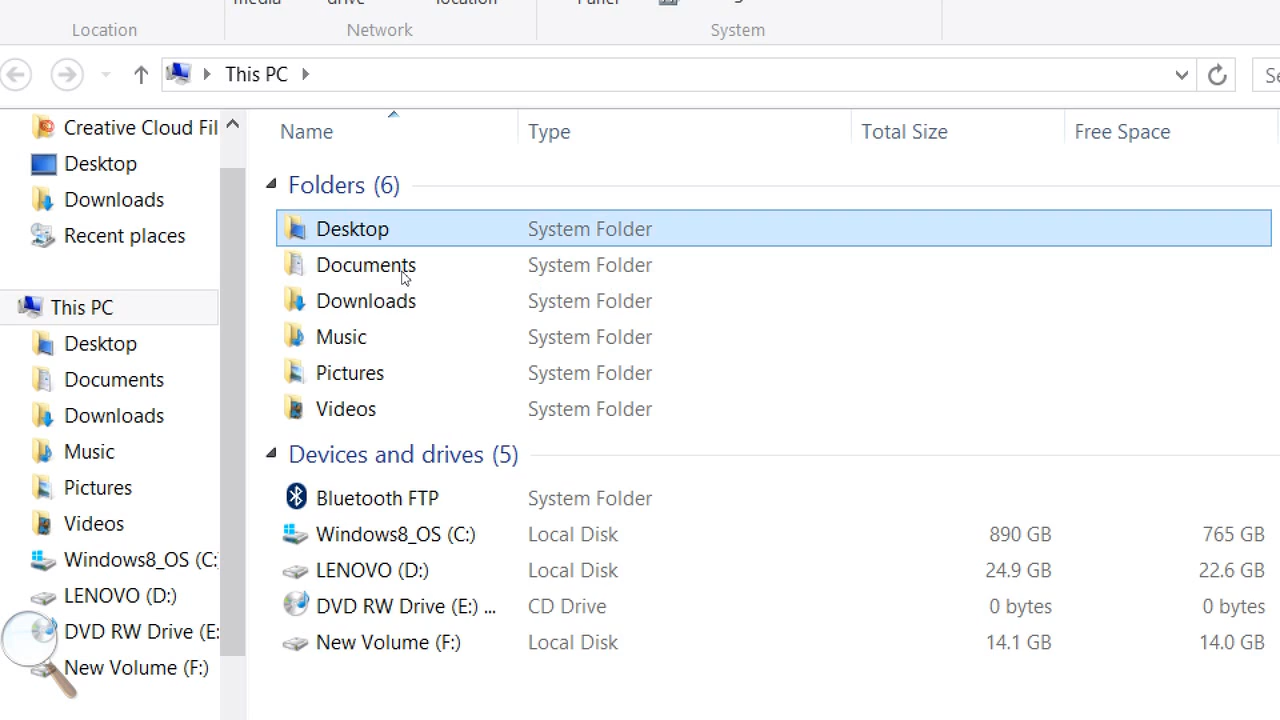 media drive location Panel
Location Network System
This PC
Se
Creative Cloud Fil
Desktop
Downloads
Recent places
This PC
Desktop
Documents
Downloads
Music
Pictures
Videos
Windows8_OS (C:
LENOVO (D:)
DVD RW Drive (E:
New Volume (F:)
Name Type Total Size Free Space
Folders (6)
Desktop System Folder
Documents System Folder
Downloads System Folder
Music System Folder
Pictures System Folder
Videos System Folder
Devices and drives (5)
Bluetooth FTP System Folder
Windows8_OS (C:) Local Disk 890 GB 765 GB
LENOVO (D:) Local Disk 24.9 GB 22.6 GB
DVD RW Drive (E:) ... CD Drive 0 bytes 0 bytes
New Volume (F:) Local Disk 14.1 GB 14.0 GB